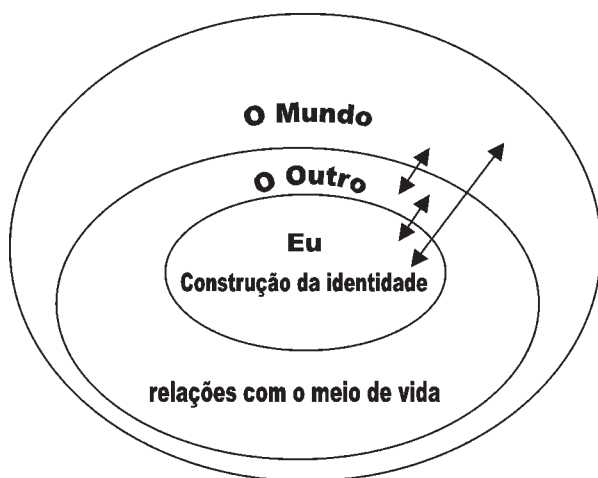 O Mundo
O Outro
Eu
Construção da identidade
relações com o meio de vida